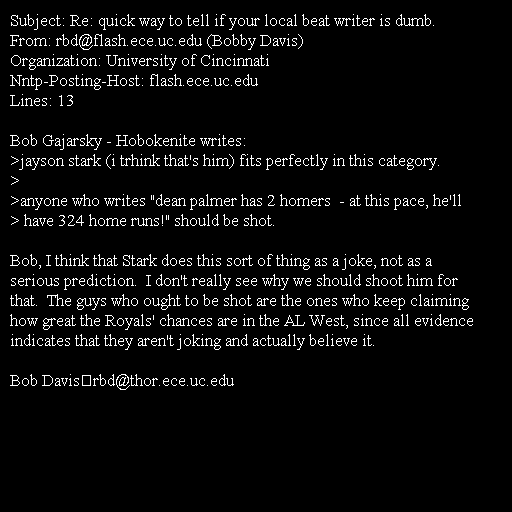 Subject: Re: quick way to tell if your local beat writer is dumb.
From: rbd@flash.ece.uc.edu (Bobby Davis)
Organization: University of Cincinnati
Nntp-Posting-Host: flash.ece.uc.edu
Lines: 13

Bob Gajarsky - Hobokenite writes:
>jayson stark (i trhink that's him) fits perfectly in this category.
>
>anyone who writes "dean palmer has 2 homers  - at this pace, he'll
> have 324 home runs!" should be shot.

Bob, I think that Stark does this sort of thing as a joke, not as a
serious prediction.  I don't really see why we should shoot him for
that.  The guys who ought to be shot are the ones who keep claiming
how great the Royals' chances are in the AL West, since all evidence
indicates that they aren't joking and actually believe it.

Bob Davis▯rbd@thor.ece.uc.edu